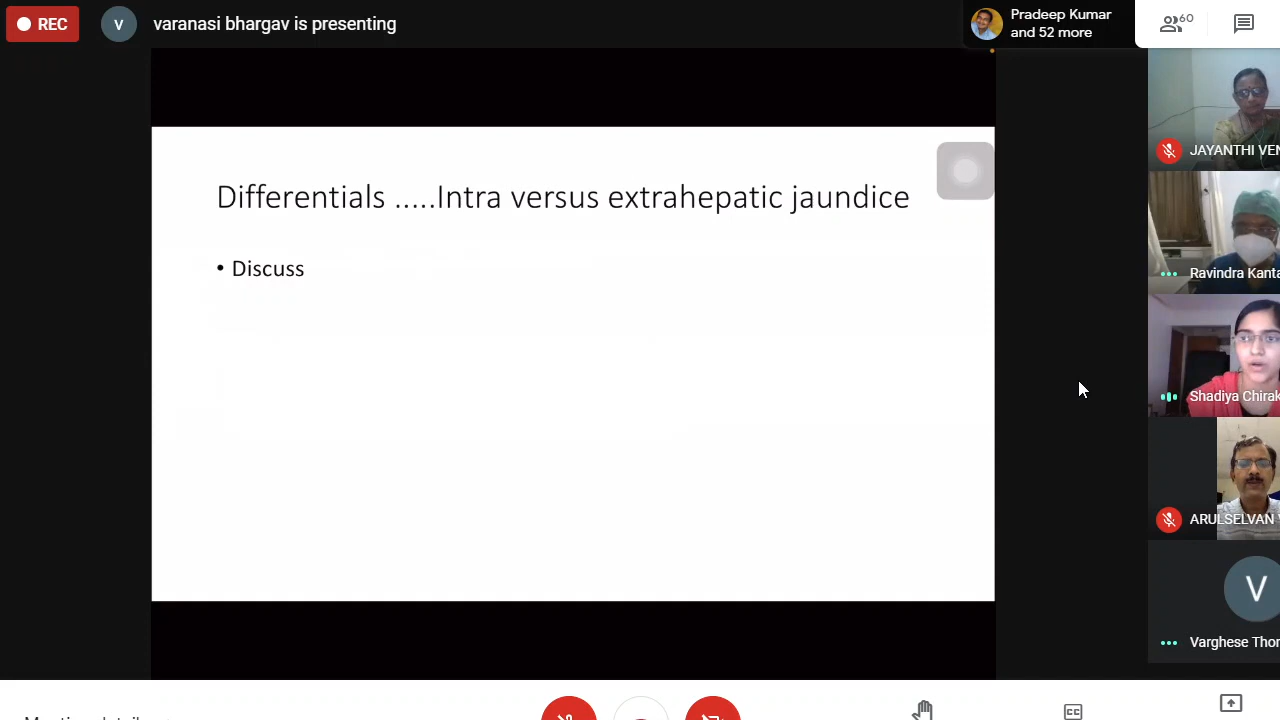 REC
V
varanasi bhargav is presenting
Pradeep Kumar
and 52 more
60
JAYANTHI VEN
Differentials .....Intra versus extrahepatic jaundice
• Discuss
Ravindra Kanta
Shadiya Chirak
ARULSELVAN V
V
Varghese Thor
CC